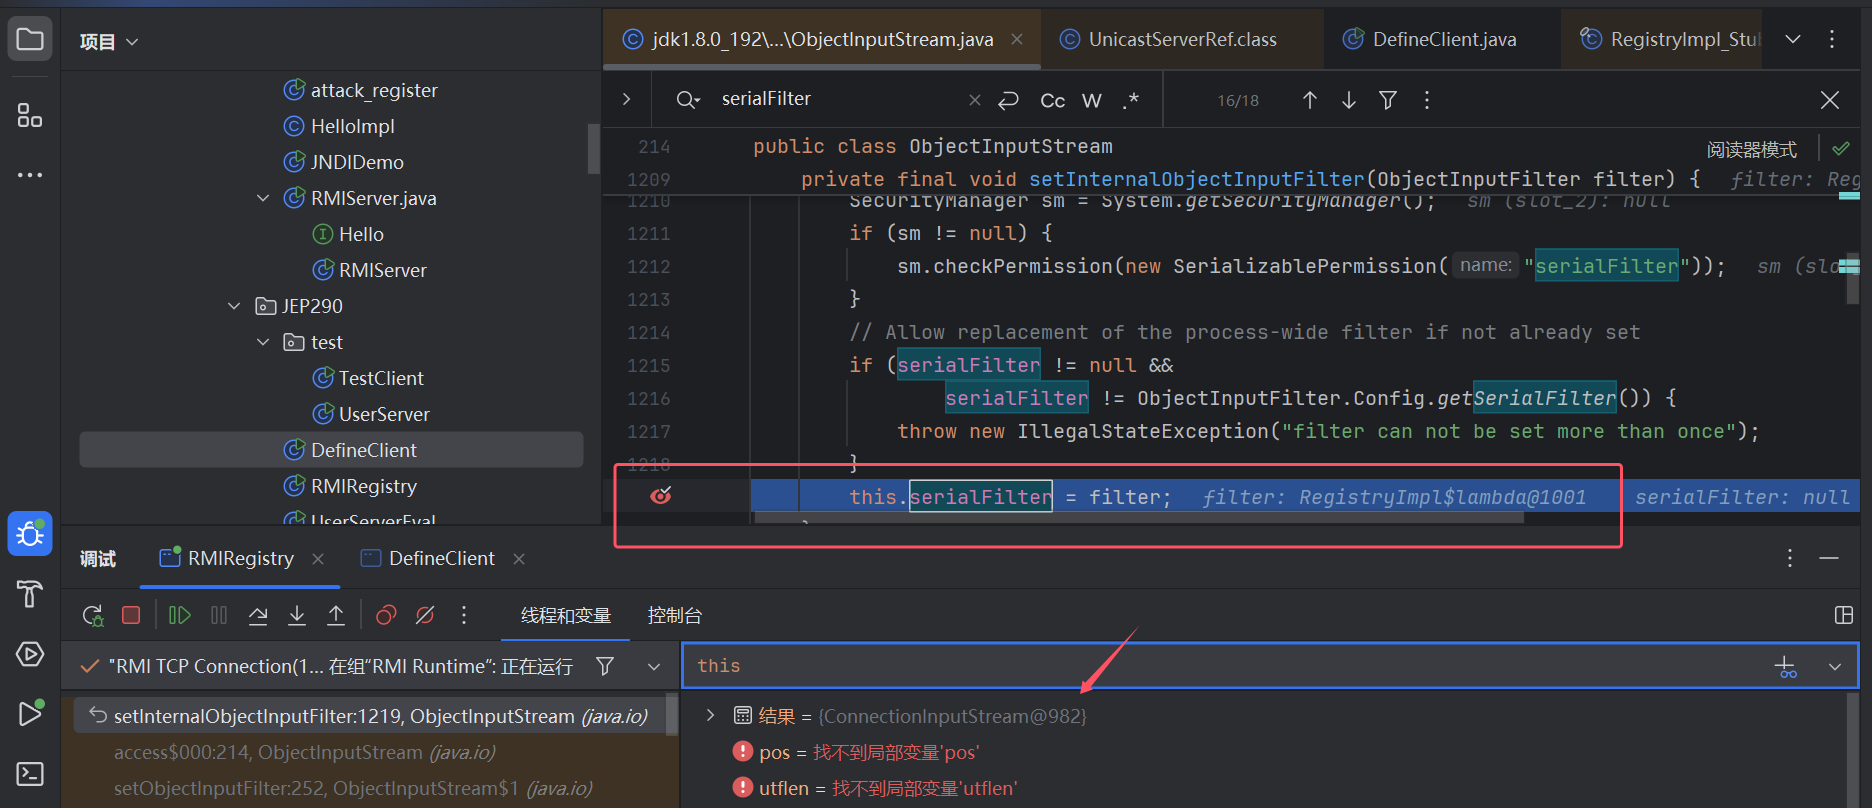 项目
attack_register
HelloImpl
JNDIDemo
RMIServer.java
Hello
RMIServer
JEP290
test
TestClient
UserServer
DefineClient
RMIRegistry
UserServerEval
jdk1.8.0_192\...\ObjectInputStream.java
UnicastServerRef.class
DefineClient.java
RegistryImpl_Stu
serialFilter
Cc W .*
16/18
阅读器模式
214 public class ObjectInputStream
1209 private final void setInternalObjectInputFilter(ObjectInputFilter filter) { filter: Reg
1210 SecurityManager sm = System.getSecurityManager(); sm (slot_2): null
1211 if (sm != null) {
1212 sm.checkPermission(new SerializablePermission( name: "serialFilter")); sm (slo
1213 }
1214 // Allow replacement of the process-wide filter if not already set
1215 if (serialFilter != null &&
1216 serialFilter != ObjectInputFilter.Config.getSerialFilter()) {
1217 throw new IllegalStateException("filter can not be set more than once");
1218 }
this.serialFilter = filter; filter: RegistryImpl$lambda@1001 serialFilter: null
调试
RMIRegistry
DefineClient
线程和变量
控制台
"RMI TCP Connection(1... 在组“RMI Runtime”: 正在运行
this
setInternalObjectInputFilter:1219, ObjectInputStream (java.io)
access$000:214, ObjectInputStream (java.io)
setObjectInputFilter:252, ObjectInputStream$1 (java.io)
结果 = {ConnectionInputStream@982}
pos = 找不到局部变量'pos'
utflen = 找不到局部变量'utflen'